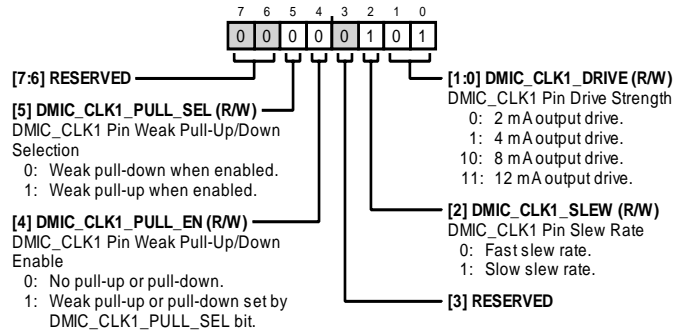 7 6 5 4 3 2 1 0
0 0 0 0 0 1 0 1
[7:6] RESERVED
[5] DMIC_CLK1_PULL_SEL (R/W)
DMIC_CLK1 Pin Weak Pull-Up/Down
Selection
0: Weak pull-down when enabled.
1: Weak pull-up when enabled.
[4] DMIC_CLK1_PULL_EN (R/W)
DMIC_CLK1 Pin Weak Pull-Up/Down
Enable
0: No pull-up or pull-down.
1: Weak pull-up or pull-down set by
DMIC_CLK1_PULL_SEL bit.
[1:0] DMIC_CLK1_DRIVE (R/W)
DMIC_CLK1 Pin Drive Strength
0: 2 mA output drive.
1: 4 mA output drive.
10: 8 mA output drive.
11: 12 mA output drive.
[2] DMIC_CLK1_SLEW (R/W)
DMIC_CLK1 Pin Slew Rate
0: Fast slew rate.
1: Slow slew rate.
[3] RESERVED